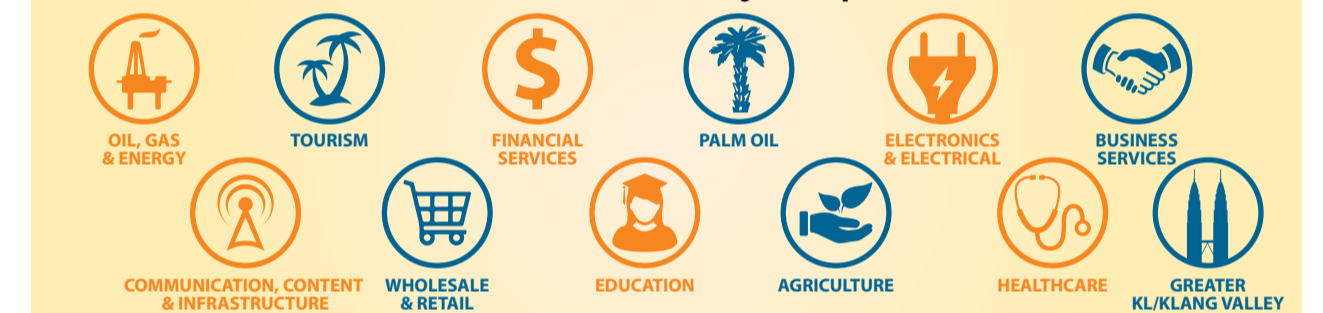 OIL, GAS
& ENERGY
TOURISM
FINANCIAL
SERVICES
PALM OIL
ELECTRONICS
& ELECTRICAL
BUSINESS
SERVICES
COMMUNICATION, CONTENT
& INFRASTRUCTURE
WHOLESALE
& RETAIL
EDUCATION
AGRICULTURE
HEALTHCARE
GREATER
KL/KLANG VALLEY